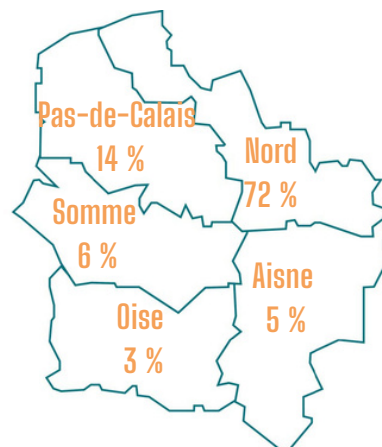 Pas-de-Calais
14 %
Nord
72 %
Somme
6 %
Aisne
5 %
Oise
3 %